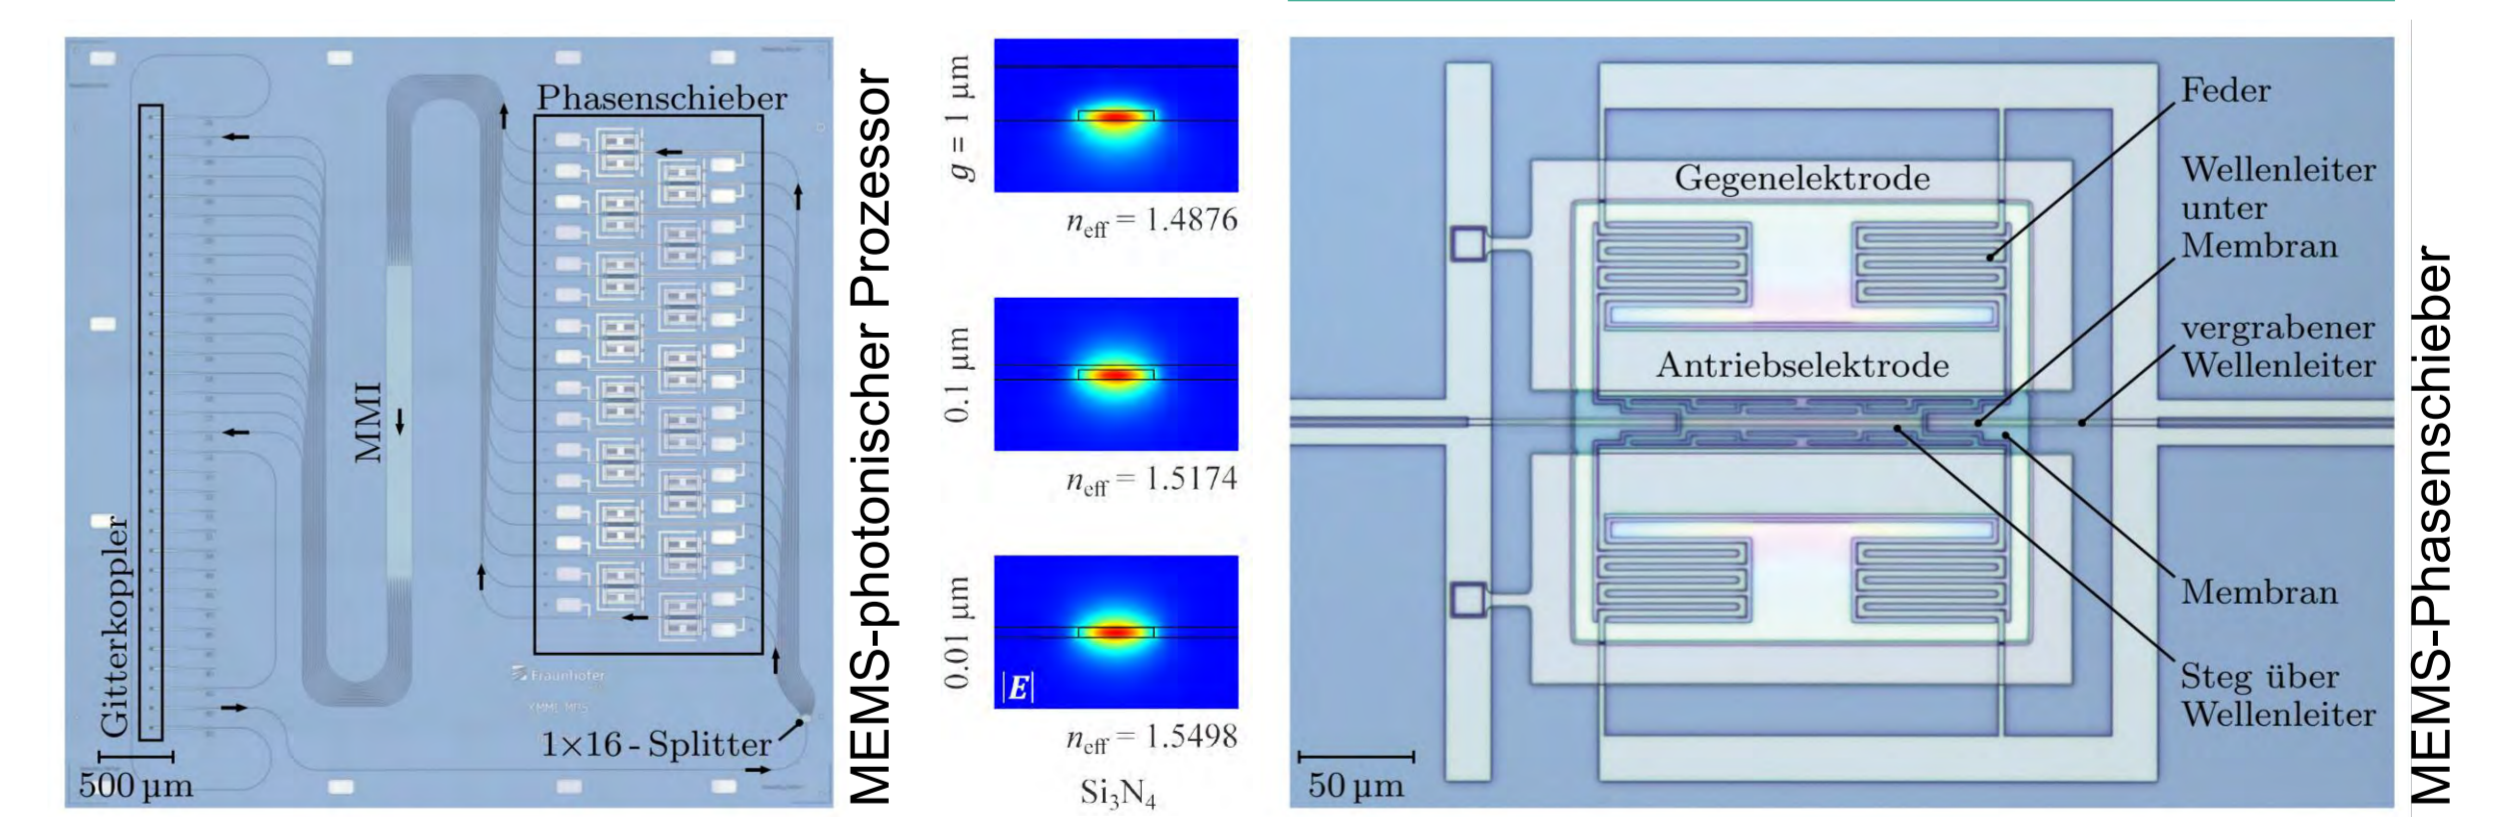 Phasenschieber
MMI
Gitterkoppler
Fraunhofer
1×16 - Splitter
500 µm
MEMS-photonischer Prozessor
g = 1 µm
n_eff = 1.4876
0.1 µm
n_eff = 1.5174
0.01 µm
|E|
n_eff = 1.5498
Si₃N₄
Feder
Wellenleiter
unter
Membran
Gegenelektrode
vergrabener
Wellenleiter
Antriebselektrode
Membran
Steg über
Wellenleiter
50 µm
MEMS-Phasenschieber